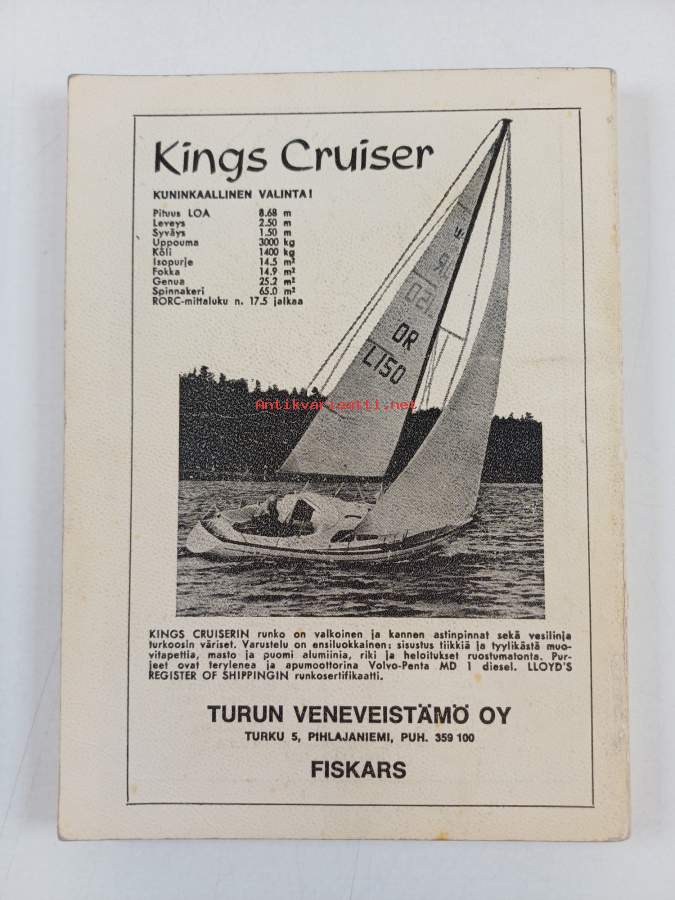 Kings Cruiser
KUNINKAALLINEN VALINTA!
Pituus LOA 8.68 m
Leveys 2.50 m
Syväys 1.50 m
Uppouma 3000 kg
Köli 1400 kg
Isopurje 14.5 m²
Fokka 14.9 m²
Genua 25.2 m²
Spinnakeri 65.0 m²
RORC-mittaluku n. 17.5 jalkaa
OR
L150
Antikvariaatti.net
KINGS CRUISERIN runko on valkoinen ja kannen astinpinnat sekä vesilinja
turkoosin väriset. Varustelu on ensiluokkainen: sisustus tiikkiä ja tyylikästä muo-
vitapettia, masto ja puomi alumiinia, riki ja heloitukset ruostumatonta. Pur-
jeet ovat teryleneä ja apumoottorina Volvo-Penta MD 1 diesel. LLOYD'S
REGISTER OF SHIPPINGIN runkosertifikaatti.
TURUN VENEVEISTÄMÖ OY
TURKU 5, PIHLAJANIEMI, PUH. 359 100
FISKARS